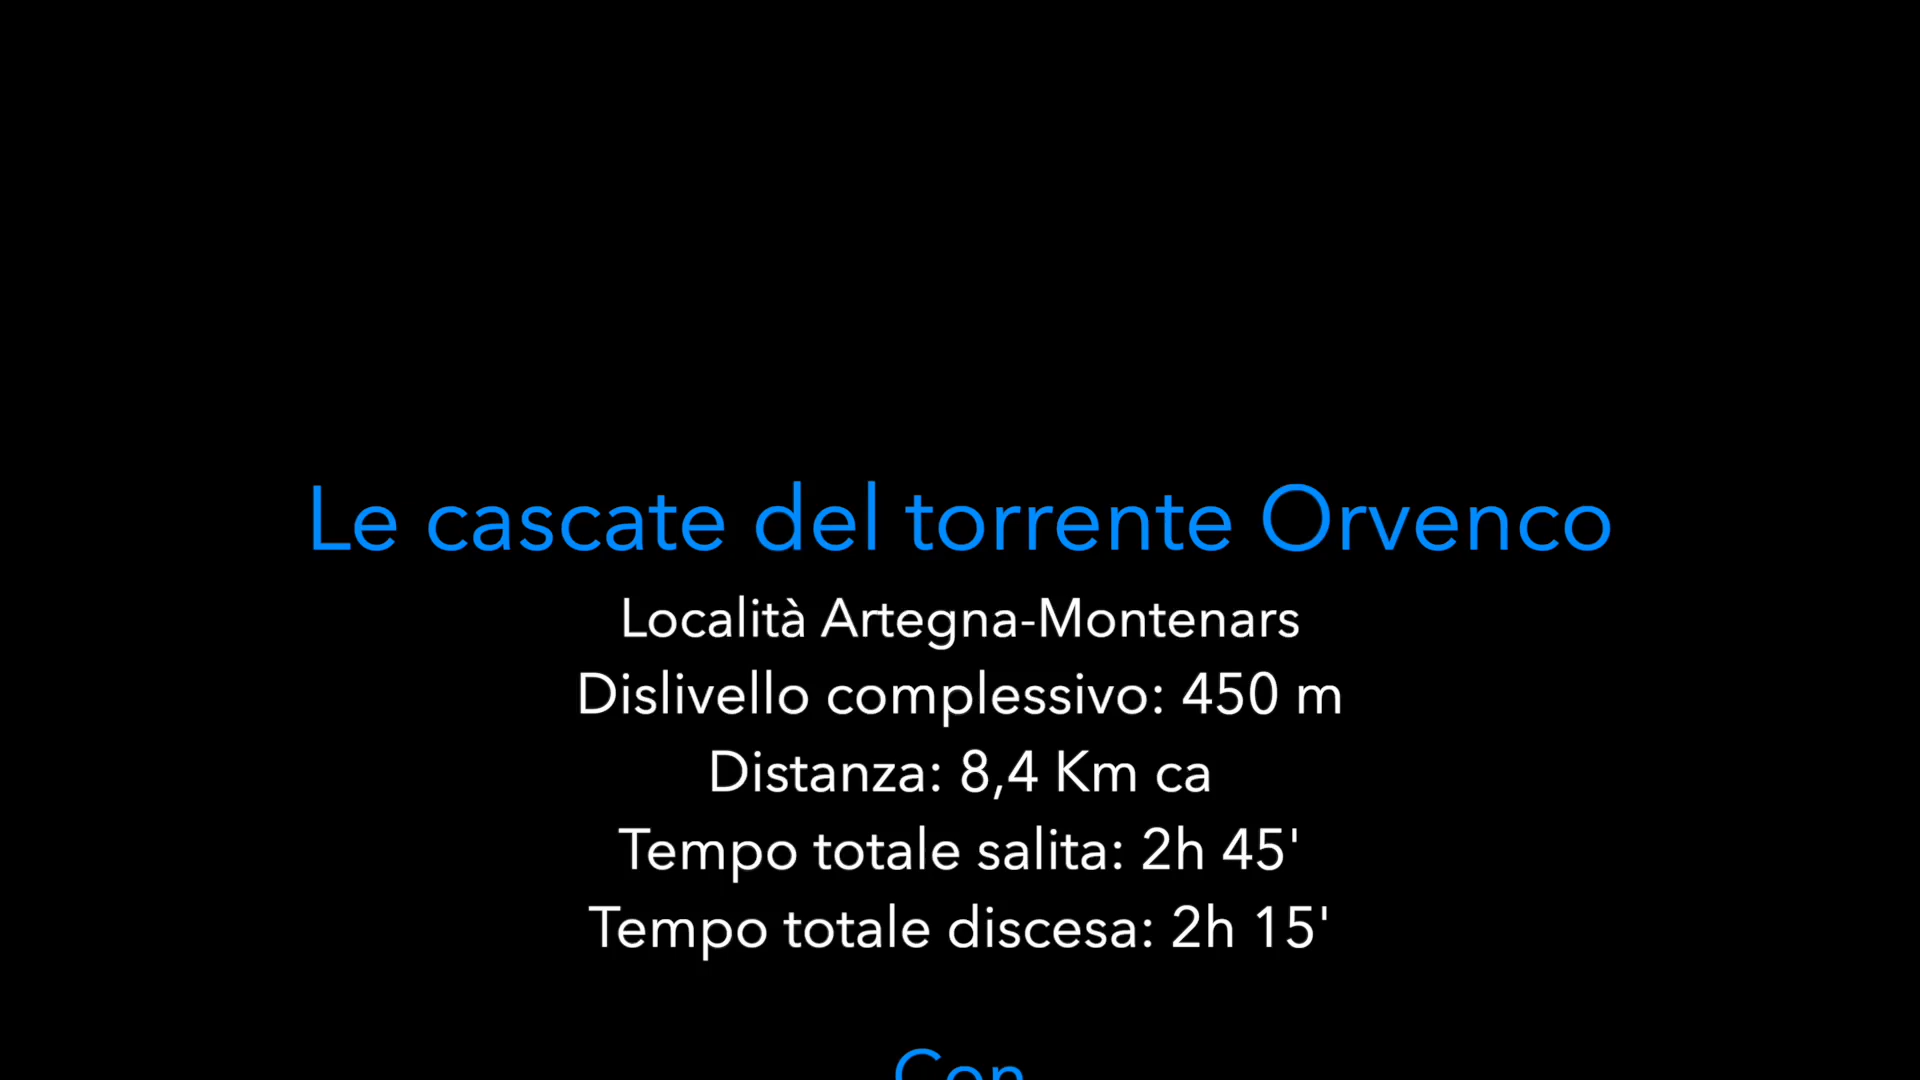 Le cascate del torrente Orvenco
Località Artegna-Montenars
Dislivello complessivo: 450 m
Distanza: 8,4 Km ca
Tempo totale salita: 2h 45'
Tempo totale discesa: 2h 15'
Con